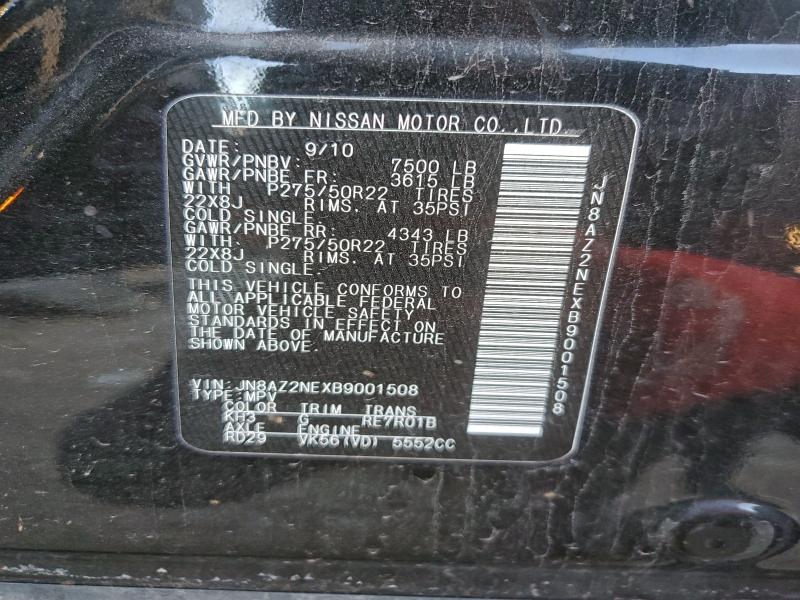 MFD BY NISSAN MOTOR CO.,LTD.
DATE: 9/10
GVWR/PNBV: 7500 LB
GAWR/PNBE FR: 3615 LB
WITH P275/50R22 TIRES
22X8J RIMS. AT 35PSI
COLD SINGLE
GAWR/PNBE RR: 4343 LB
WITH: P275/50R22 TIRES
22X8J RIMS. AT 35PSI
COLD SINGLE
THIS VEHICLE CONFORMS TO
ALL APPLICABLE FEDERAL
MOTOR VEHICLE SAFETY
STANDARDS IN EFFECT ON
THE DATE OF MANUFACTURE
SHOWN ABOVE.
VIN: JN8AZ2NEXB9001508
TYPE: MPV
COLOR TRIM TRANS
KH3 G RE7R01B
AXLE ENGINE
RD29 VK56(VD) 5552CC
JN8AZ2NEXB9001508